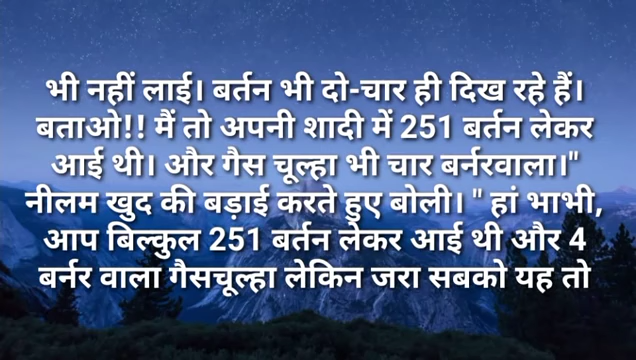 भी नहीं लाई। बर्तन भी दो-चार ही दिख रहे हैं।
बताओ!! मैं तो अपनी शादी में 251 बर्तन लेकर
आई थी। और गैस चूल्हा भी चार बर्नरवाला।"
नीलम खुद की बड़ाई करते हुए बोली। " हां भाभी,
आप बिल्कुल 251 बर्तन लेकर आई थी और 4
बर्नर वाला गैसचूल्हा लेकिन जरा सबको यह तो